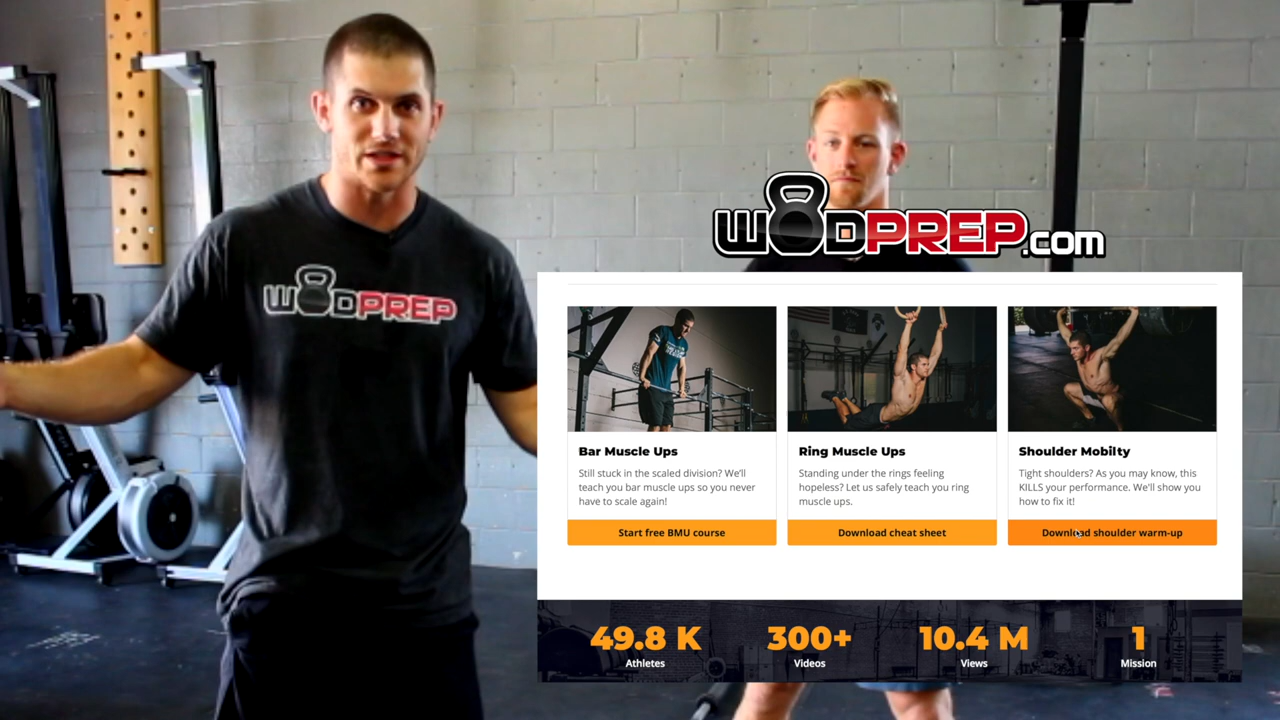 WODPREP
WODPREP.com
Bar Muscle Ups
Still stuck in the scaled division? We'll
teach you bar muscle ups so you never
have to scale again!
Start free BMU course
Ring Muscle Ups
Standing under the rings feeling
hopeless? Let us safely teach you ring
muscle ups.
Download cheat sheet
Shoulder Mobilty
Tight shoulders? As you may know, this
KILLS your performance. We'll show you
how to fix it!
Download shoulder warm-up
49.8 K
Athletes
300+
Videos
10.4 M
Views
1
Mission